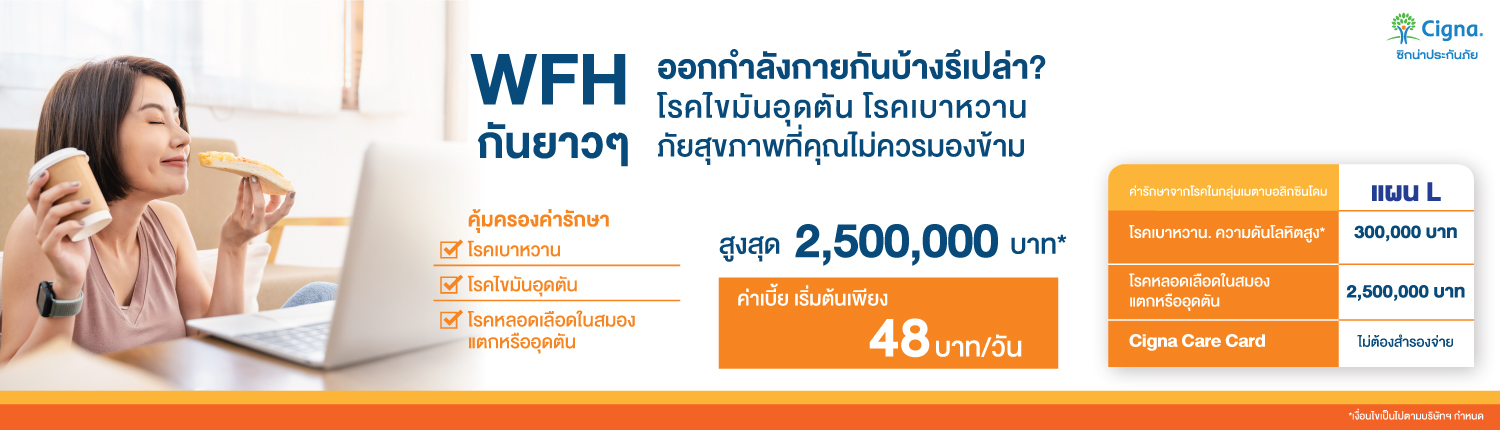 Cigna.
ซิกน่าประกันภัย
WFH
กันยาวๆ
ออกกำลังกายกันบ้างรึเปล่า?
โรคไขมันอุดตัน โรคเบาหวาน
ภัยสุขภาพที่คุณไม่ควรมองข้าม
คุ้มครองค่ารักษา
โรคเบาหวาน
โรคไขมันอุดตัน
โรคหลอดเลือดในสมอง
แตกหรืออุดตัน
สูงสุด 2,500,000 บาท*
ค่าเบี้ย เริ่มต้นเพียง
48 บาท/วัน
ค่ารักษาจากโรคในกลุ่มเมตาบอลิกซินโดม แผน L
โรคเบาหวาน. ความดันโลหิตสูง* 300,000 บาท
โรคหลอดเลือดในสมอง
แตกหรืออุดตัน 2,500,000 บาท
Cigna Care Card ไม่ต้องสำรองจ่าย
*เงื่อนไขเป็นไปตามบริษัทฯ กำหนด